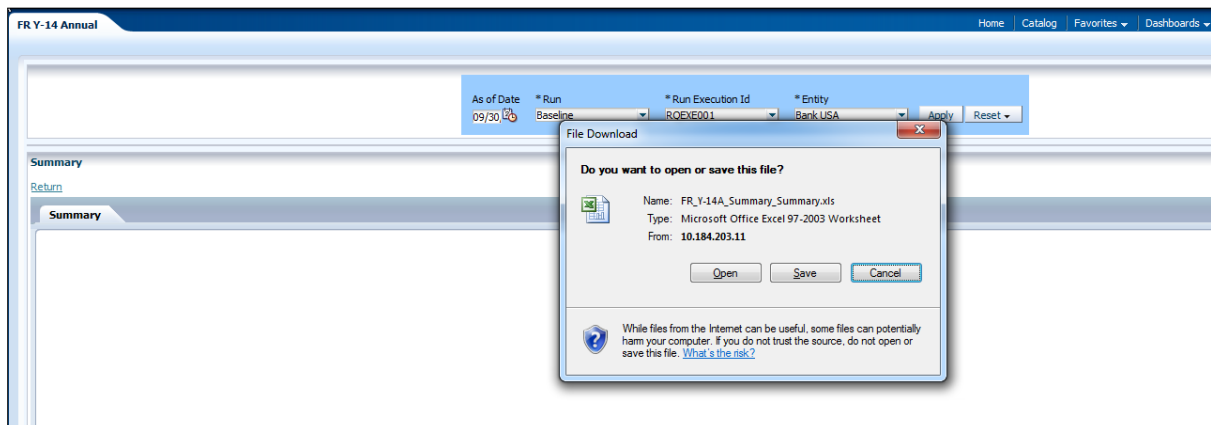 FR Y-14 Annual
Home Catalog Favorites Dashboards
As of Date *Run *Run Execution Id *Entity
09/30, Baseline RQEXE001 Bank USA Apply Reset
File Download
Do you want to open or save this file?
Name: FR_Y-14A_Summary_Summary.xls
Type: Microsoft Office Excel 97-2003 Worksheet
From: 10.184.203.11
Open Save Cancel
While files from the Internet can be useful, some files can potentially
harm your computer. If you do not trust the source, do not open or
save this file. What's the risk?
Summary
Return
Summary